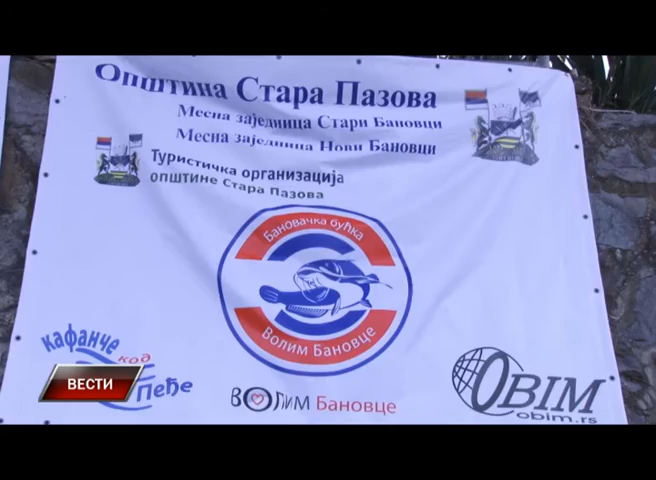 Општина Стара Пазова
Месна заједница Стари Бановци
Месна заједница Нови Бановци
Туристичка организација
општине Стара Пазова
Бановачка бућка
Волим Бановце
кафанче
код
Пеђе
ВЕСТИ
ВОЛИМ Бановце
OBIM
obim.rs